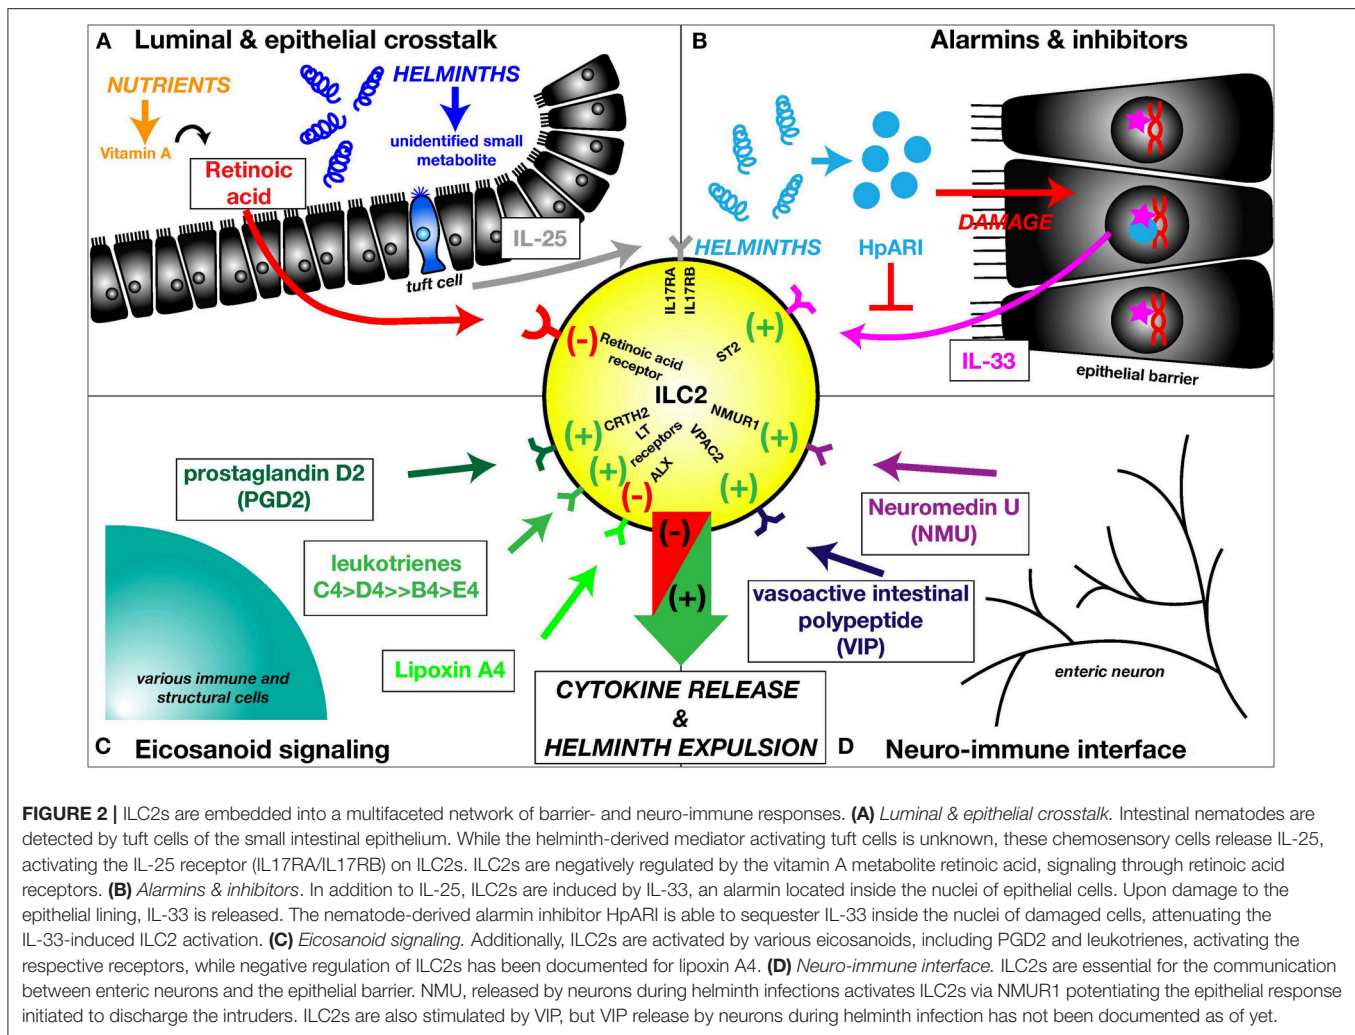 A Luminal & epithelial crosstalk
NUTRIENTS
Vitamin A
Retinoic
acid
HELMINTHS
unidentified small
metabolite
IL-25
tuft cell
B Alarmins & inhibitors
HELMINTHS
HpARI
DAMAGE
IL-33
epithelial barrier
IL17RA
IL17RB
(-) Retinoic acid
receptor
(+)
ST2
ILC2
(+) CRTH2
LT
receptors
(+)
ALX
(-)
NMUR1
(+)
VPAC2
(+)
(-)
(+)
prostaglandin D2
(PGD2)
leukotrienes
C4>D4>>B4>E4
Lipoxin A4
various immune and
structural cells
C Eicosanoid signaling
CYTOKINE RELEASE
&
HELMINTH EXPULSION
Neuromedin U
(NMU)
vasoactive intestinal
polypeptide
(VIP)
enteric neuron
D Neuro-immune interface
FIGURE 2 | ILC2s are embedded into a multifaceted network of barrier- and neuro-immune responses. (A) Luminal & epithelial crosstalk. Intestinal nematodes are
detected by tuft cells of the small intestinal epithelium. While the helminth-derived mediator activating tuft cells is unknown, these chemosensory cells release IL-25,
activating the IL-25 receptor (IL17RA/IL17RB) on ILC2s. ILC2s are negatively regulated by the vitamin A metabolite retinoic acid, signaling through retinoic acid
receptors. (B) Alarmins & inhibitors. In addition to IL-25, ILC2s are induced by IL-33, an alarmin located inside the nuclei of epithelial cells. Upon damage to the
epithelial lining, IL-33 is released. The nematode-derived alarmin inhibitor HpARI is able to sequester IL-33 inside the nuclei of damaged cells, attenuating the
IL-33-induced ILC2 activation. (C) Eicosanoid signaling. Additionally, ILC2s are activated by various eicosanoids, including PGD2 and leukotrienes, activating the
respective receptors, while negative regulation of ILC2s has been documented for lipoxin A4. (D) Neuro-immune interface. ILC2s are essential for the communication
between enteric neurons and the epithelial barrier. NMU, released by neurons during helminth infections activates ILC2s via NMUR1 potentiating the epithelial response
initiated to discharge the intruders. ILC2s are also stimulated by VIP, but VIP release by neurons during helminth infection has not been documented as of yet.